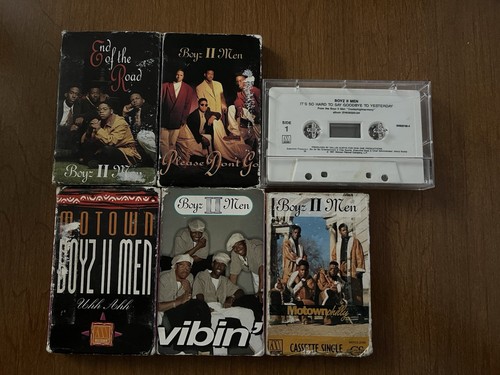 End
of the
Road
Boyz II Men
Boyz II Men
Please Don't Go
BOYZ II MEN
IT'S SO HARD TO SAY GOODBYE TO YESTERDAY
SIDE
1
MOTOWN
BOYZ II MEN
Uhh Ahh
Boyz II Men
vibin'
Boyz II Men
Motownphilly
CASSETTE SINGLE